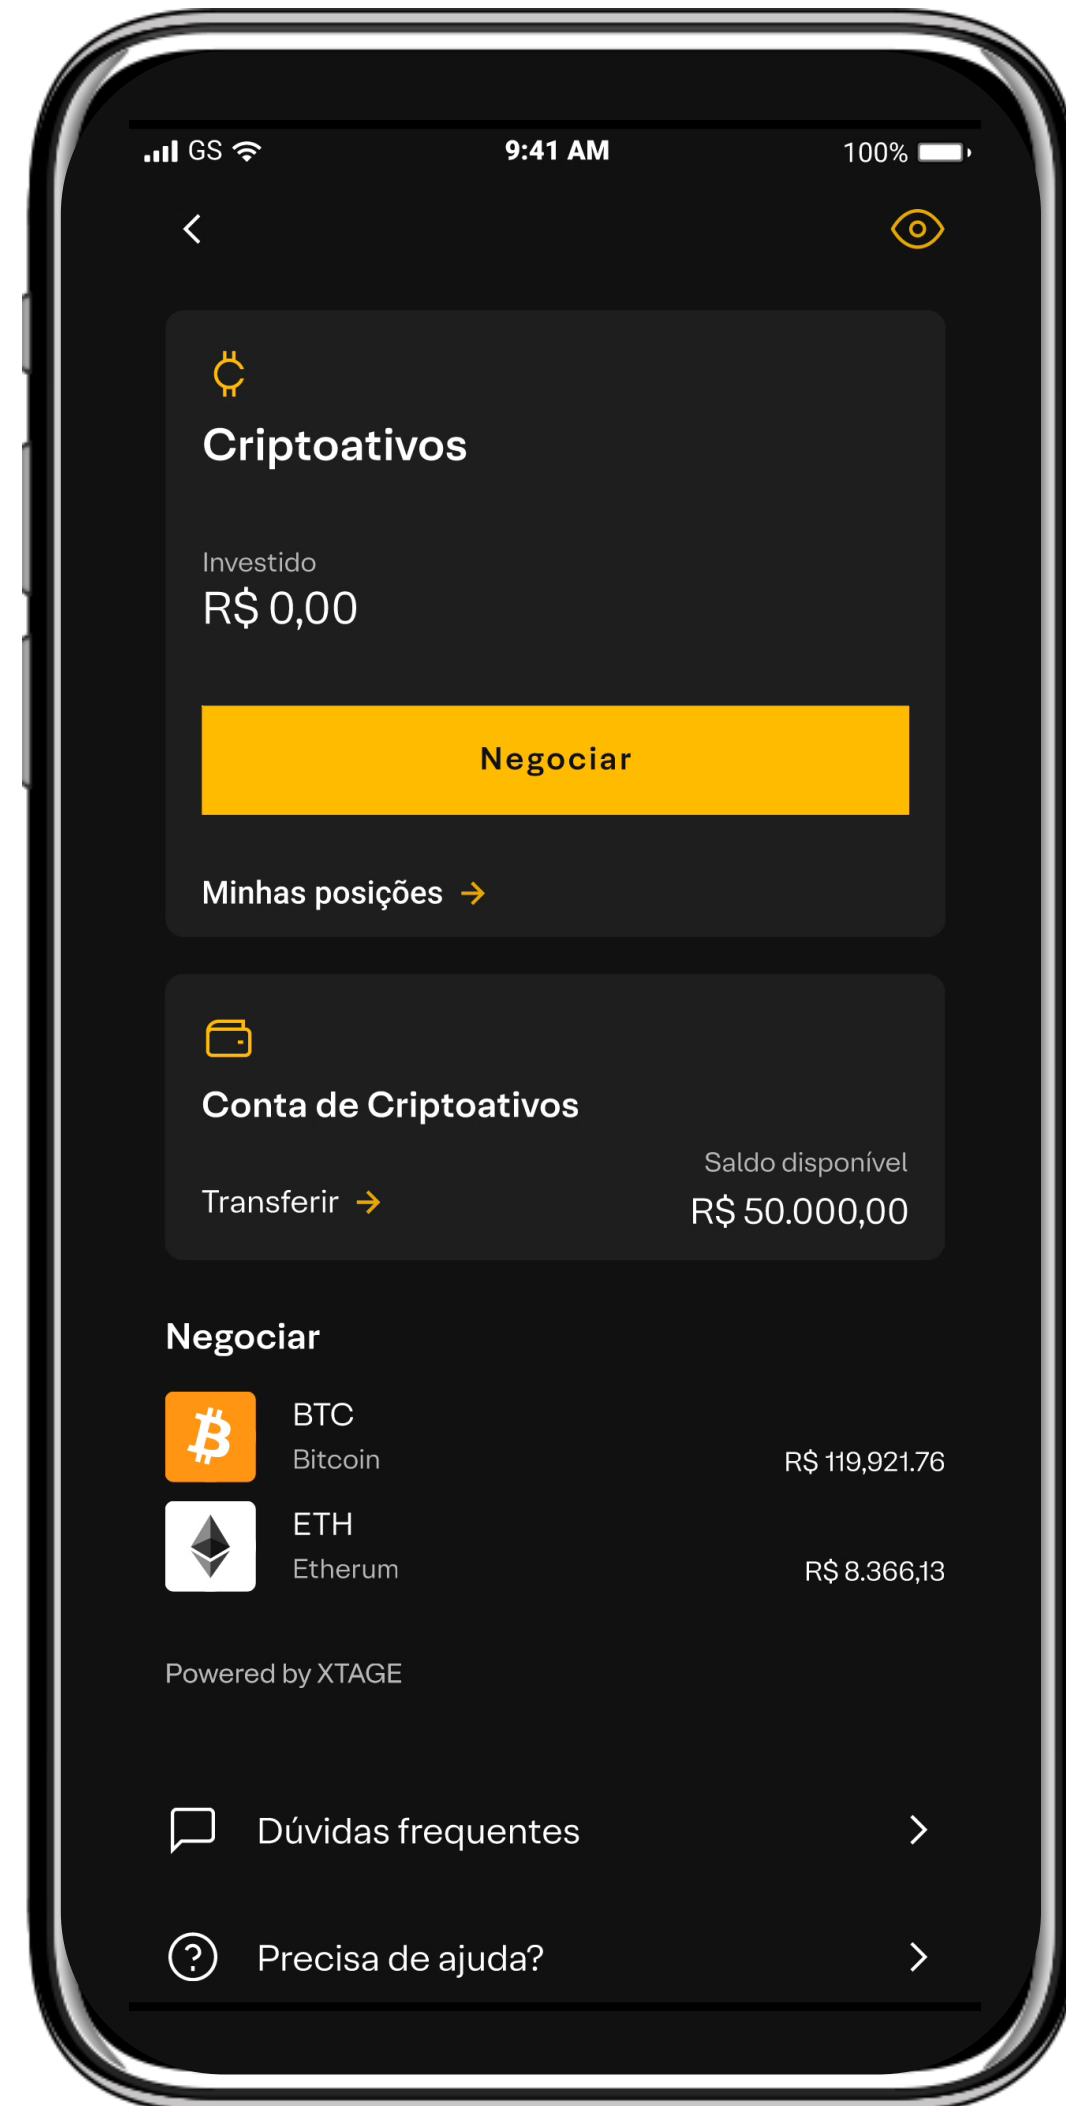 GS 9:41 AM 100%
Criptoativos
Investido
R$ 0,00
Negociar
Minhas posições
Conta de Criptoativos
Saldo disponível
Transferir R$ 50.000,00
Negociar
BTC
Bitcoin R$ 119,921.76
ETH
Etherum R$ 8.366,13
Powered by XTAGE
Dúvidas frequentes
Precisa de ajuda?